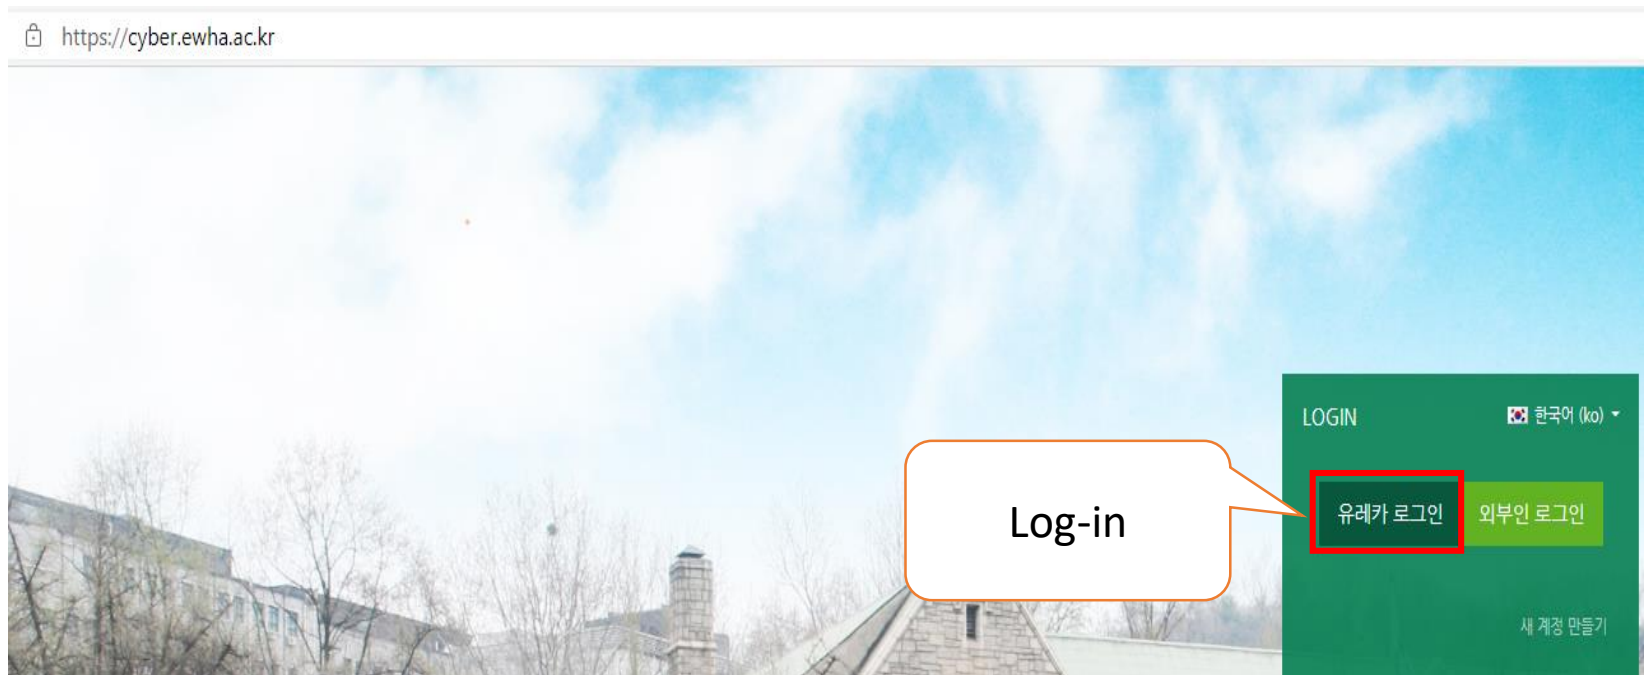 https://cyber.ewha.ac.kr
LOGIN
한국어 (ko)
Log-in
유레카 로그인
외부인 로그인
새 계정 만들기